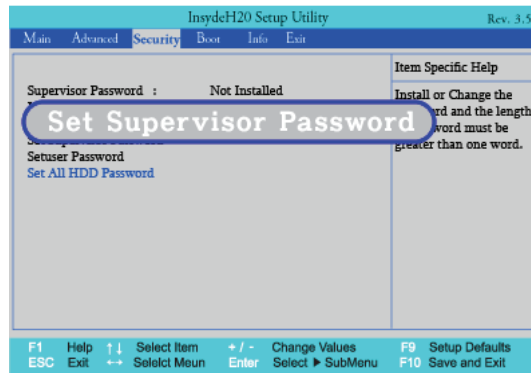 InsydeH20 Setup Utility Rev. 3.5
Main Advanced Security Boot Info Exit
Item Specific Help
Supervisor Password : Not Installed
Install or Change the
and the length
must be
greater than one word.
Set Supervisor Password
Setuser Password
Set All HDD Password
F1 Help ↑↓ Select Item + / - Change Values F9 Setup Defaults
ESC Exit ↔ Selelct Meun Enter Select ▶ SubMenu F10 Save and Exit